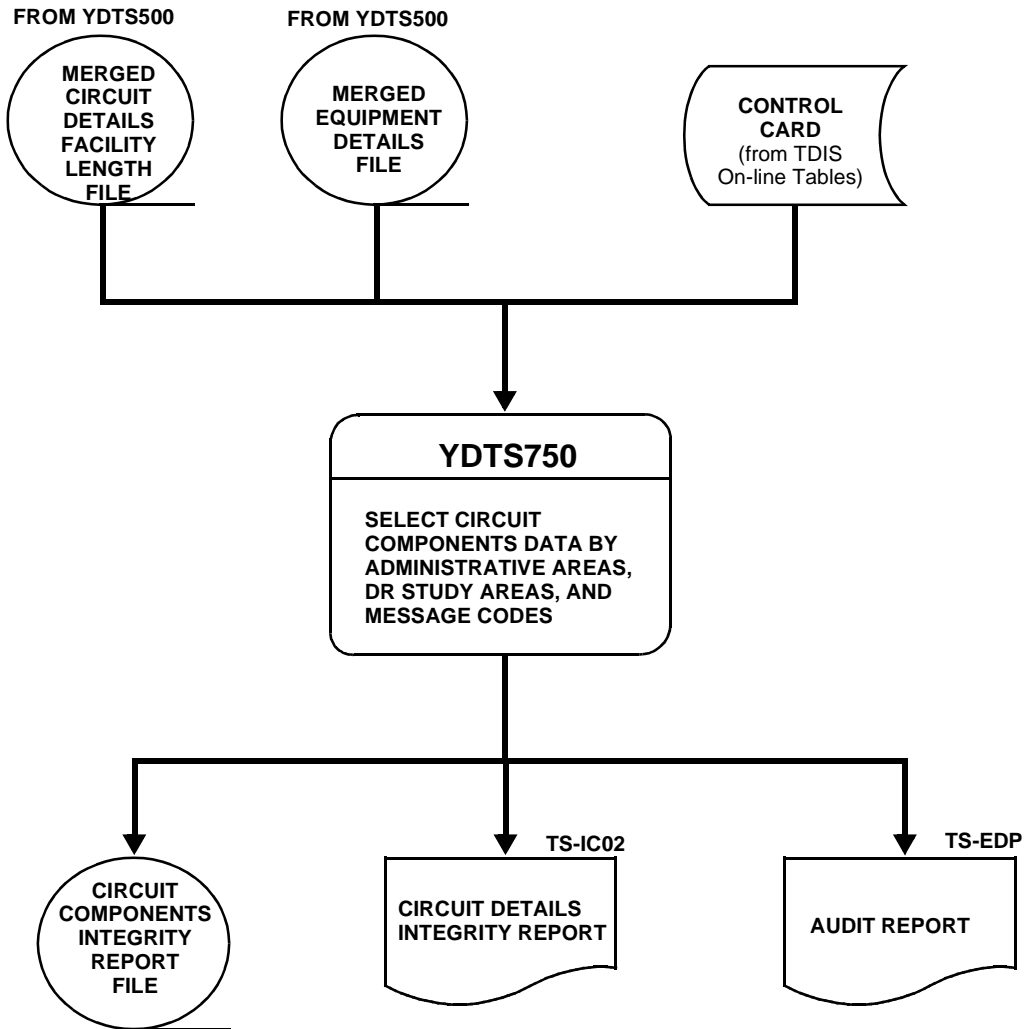 FROM YDTS500
MERGED
CIRCUIT
DETAILS
FACILITY
LENGTH
FILE
FROM YDTS500
MERGED
EQUIPMENT
DETAILS
FILE
CONTROL
CARD
(from TDIS
On-line Tables)
YDTS750
SELECT CIRCUIT
COMPONENTS DATA BY
ADMINISTRATIVE AREAS,
DR STUDY AREAS, AND
MESSAGE CODES
CIRCUIT
COMPONENTS
INTEGRITY
REPORT
FILE
TS-IC02
CIRCUIT DETAILS
INTEGRITY REPORT
TS-EDP
AUDIT REPORT